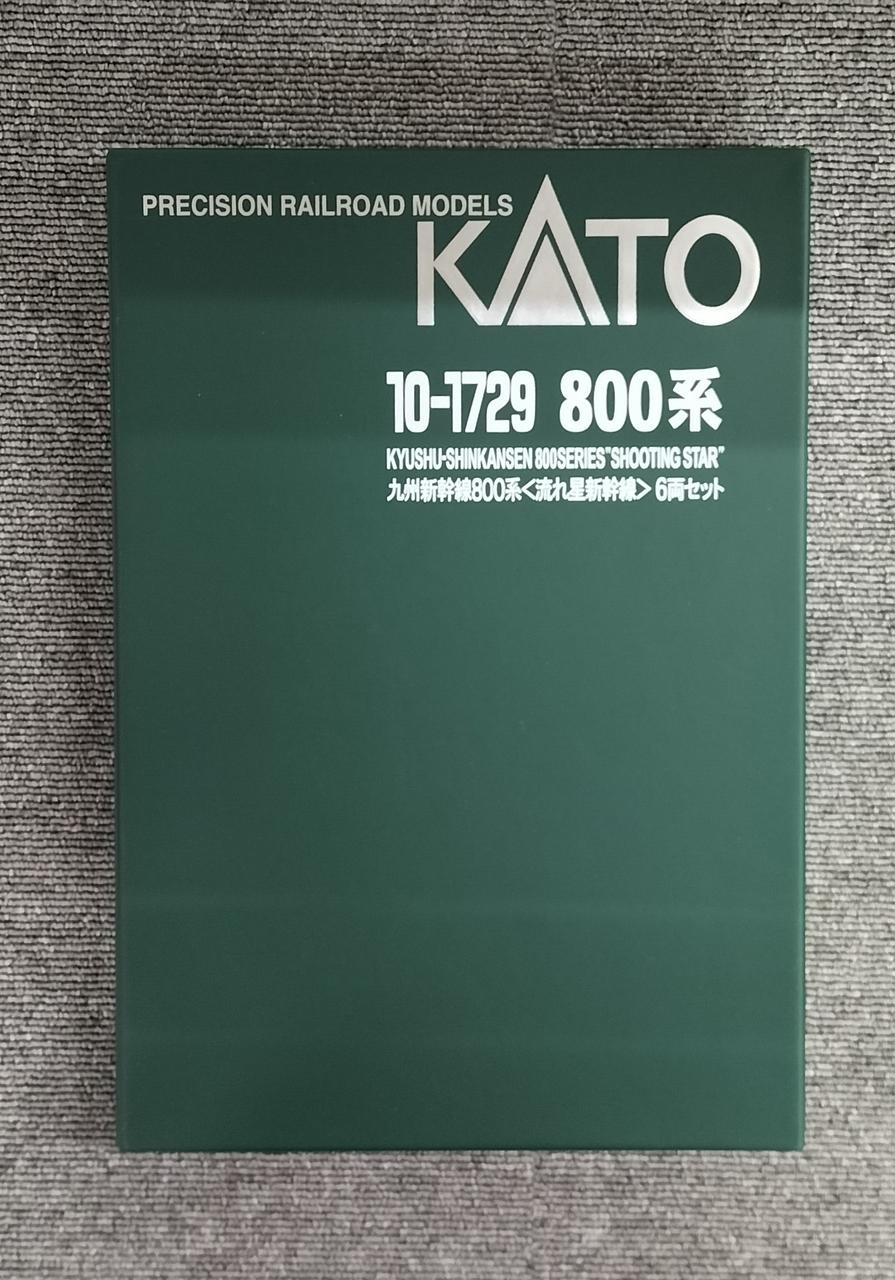 PRECISION RAILROAD MODELS
KATO
10-1729 800系
KYUSHU-SHINKANSEN 800SERIES"SHOOTING STAR"
九州新幹線800系<流れ星新幹線> 6両セット